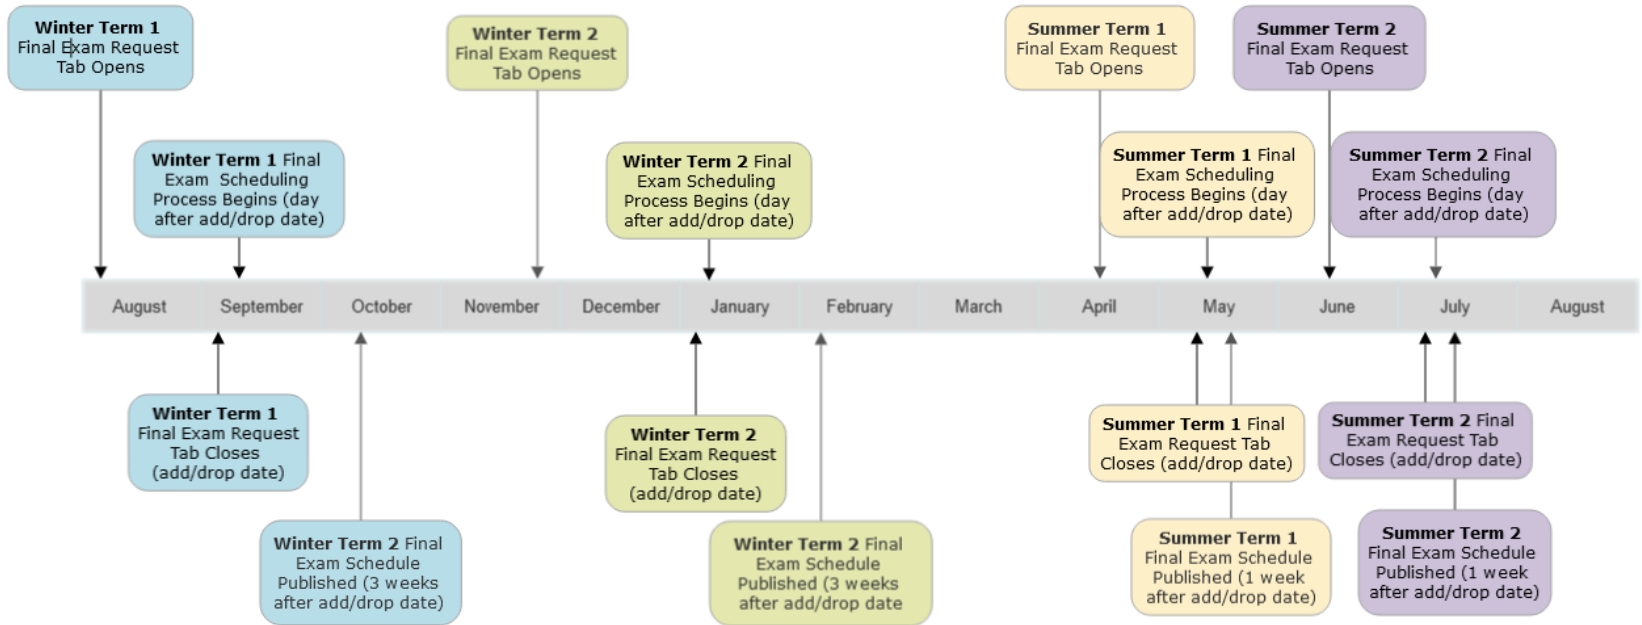 Winter Term 1
Final Exam Request
Tab Opens
Winter Term 2
Final Exam Request
Tab Opens
Summer Term 1
Final Exam Request
Tab Opens
Summer Term 2
Final Exam Request
Tab Opens
Winter Term 1 Final
Exam Scheduling
Process Begins (day
after add/drop date)
Winter Term 2 Final
Exam Scheduling
Process Begins (day
after add/drop date)
Summer Term 1 Final
Exam Scheduling
Process Begins (day
after add/drop date)
Summer Term 2 Final
Exam Scheduling
Process Begins (day
after add/drop date)
August September October November December January February March April May June July August
Winter Term 1
Final Exam Request
Tab Closes
(add/drop date)
Winter Term 2
Final Exam Request
Tab Closes
(add/drop date)
Summer Term 1 Final
Exam Request Tab
Closes (add/drop date)
Summer Term 2 Final
Exam Request Tab
Closes (add/drop date)
Winter Term 2 Final
Exam Schedule
Published (3 weeks
after add/drop date)
Winter Term 2 Final
Exam Schedule
Published (3 weeks
after add/drop date
Summer Term 1
Final Exam Schedule
Published (1 week
after add/drop date)
Summer Term 2
Final Exam Schedule
Published (1 week
after add/drop date)